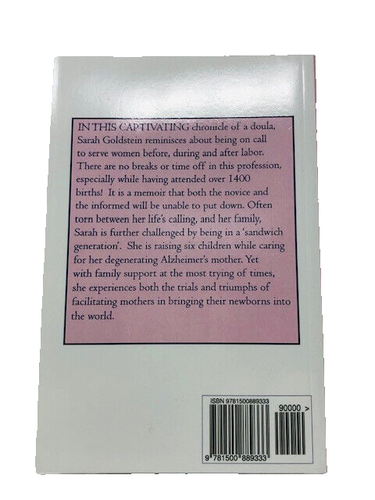 IN THIS CAPTIVATING chronicle of a doula,
Sarah Goldstein reminisces about being on call
to serve women before, during and after labor.
There are no breaks or time off in this profession,
especially while having attended over 1400
births! It is a memoir that both the novice and
the informed will be unable to put down. Often
torn between her life's calling, and her family,
Sarah is further challenged by being in a 'sandwich
generation'. She is raising six children while caring
for her degenerating Alzheimer's mother. Yet
with family support at the most trying of times,
she experiences both the trials and triumphs of
facilitating mothers in bringing their newborns into
the world.
ISBN 9781500889333
90000 >
9 781500 889333